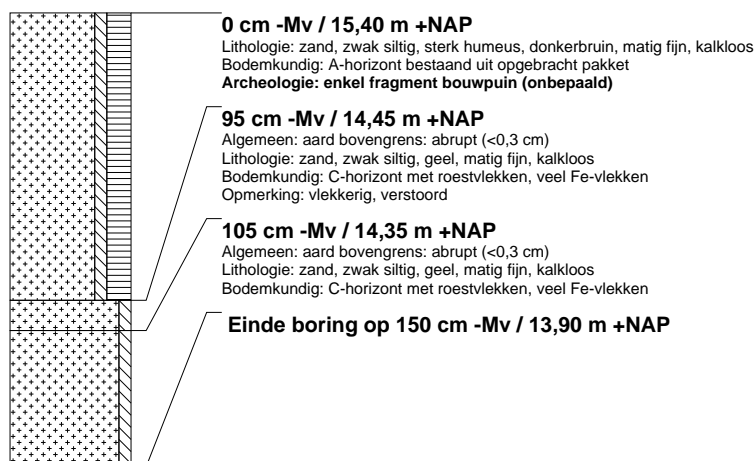 0 cm -Mv / 15,40 m +NAP
Lithologie: zand, zwak siltig, sterk humeus, donkerbruin, matig fijn, kalkloos
Bodemkundig: A-horizont bestaand uit opgebracht pakket
Archeologie: enkel fragment bouwpuin (onbepaald)
95 cm -Mv / 14,45 m +NAP
Algemeen: aard bovengrens: abrupt (<0,3 cm)
Lithologie: zand, zwak siltig, geel, matig fijn, kalkloos
Bodemkundig: C-horizont met roestvlekken, veel Fe-vlekken
Opmerking: vlekkerig, verstoord
105 cm -Mv / 14,35 m +NAP
Algemeen: aard bovengrens: abrupt (<0,3 cm)
Lithologie: zand, zwak siltig, geel, matig fijn, kalkloos
Bodemkundig: C-horizont met roestvlekken, veel Fe-vlekken
Einde boring op 150 cm -Mv / 13,90 m +NAP